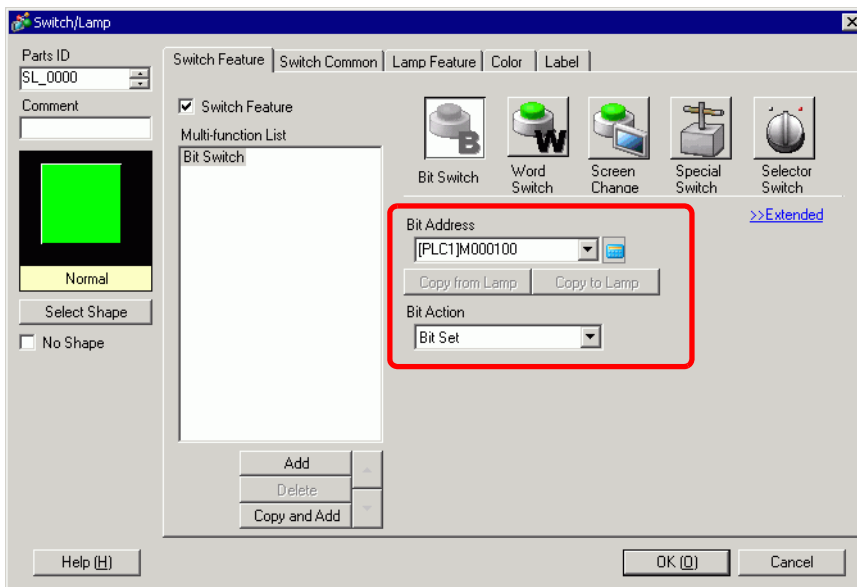 Switch/Lamp
Parts ID
SL_0000
Comment
Normal
Select Shape
No Shape
Switch Feature
Switch Common
Lamp Feature
Color
Label
Switch Feature
Multi-function List
Bit Switch
Add
Delete
Copy and Add
B
Bit Switch
W
Word
Switch
Screen
Change
Special
Switch
Selector
Switch
>>Extended
Bit Address
[PLC1]M000100
Copy from Lamp
Copy to Lamp
Bit Action
Bit Set
Help (H)
OK (O)
Cancel